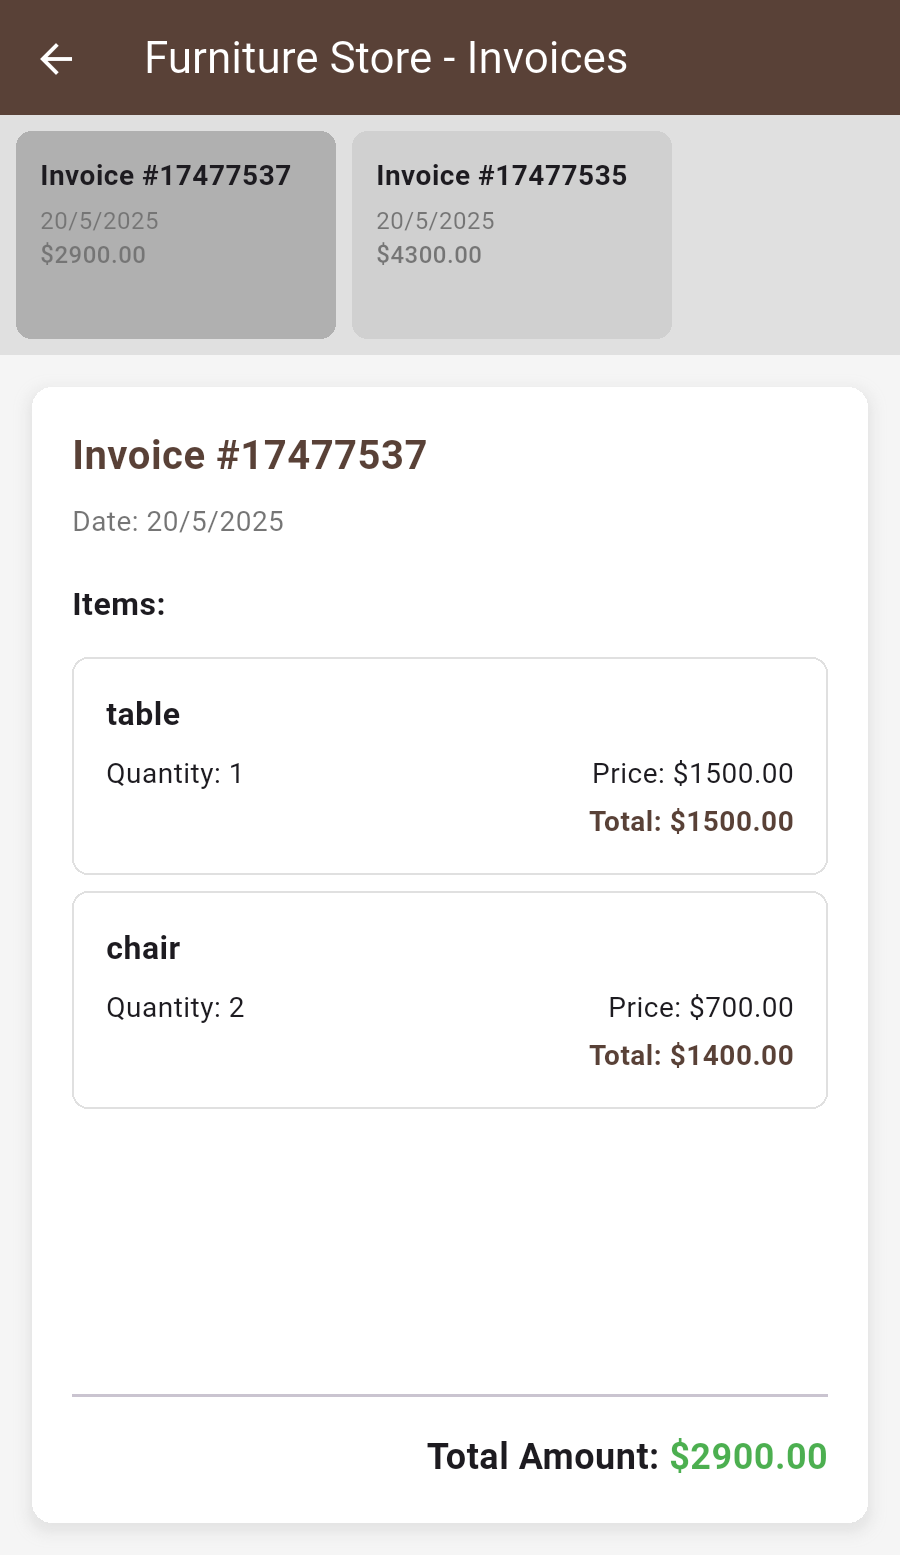 Furniture Store - Invoices
Invoice #17477537
20/5/2025
$2900.00
Invoice #17477535
20/5/2025
$4300.00
Invoice #17477537
Date: 20/5/2025
Items:
table
Quantity: 1 Price: $1500.00
Total: $1500.00
chair
Quantity: 2 Price: $700.00
Total: $1400.00
Total Amount: $2900.00